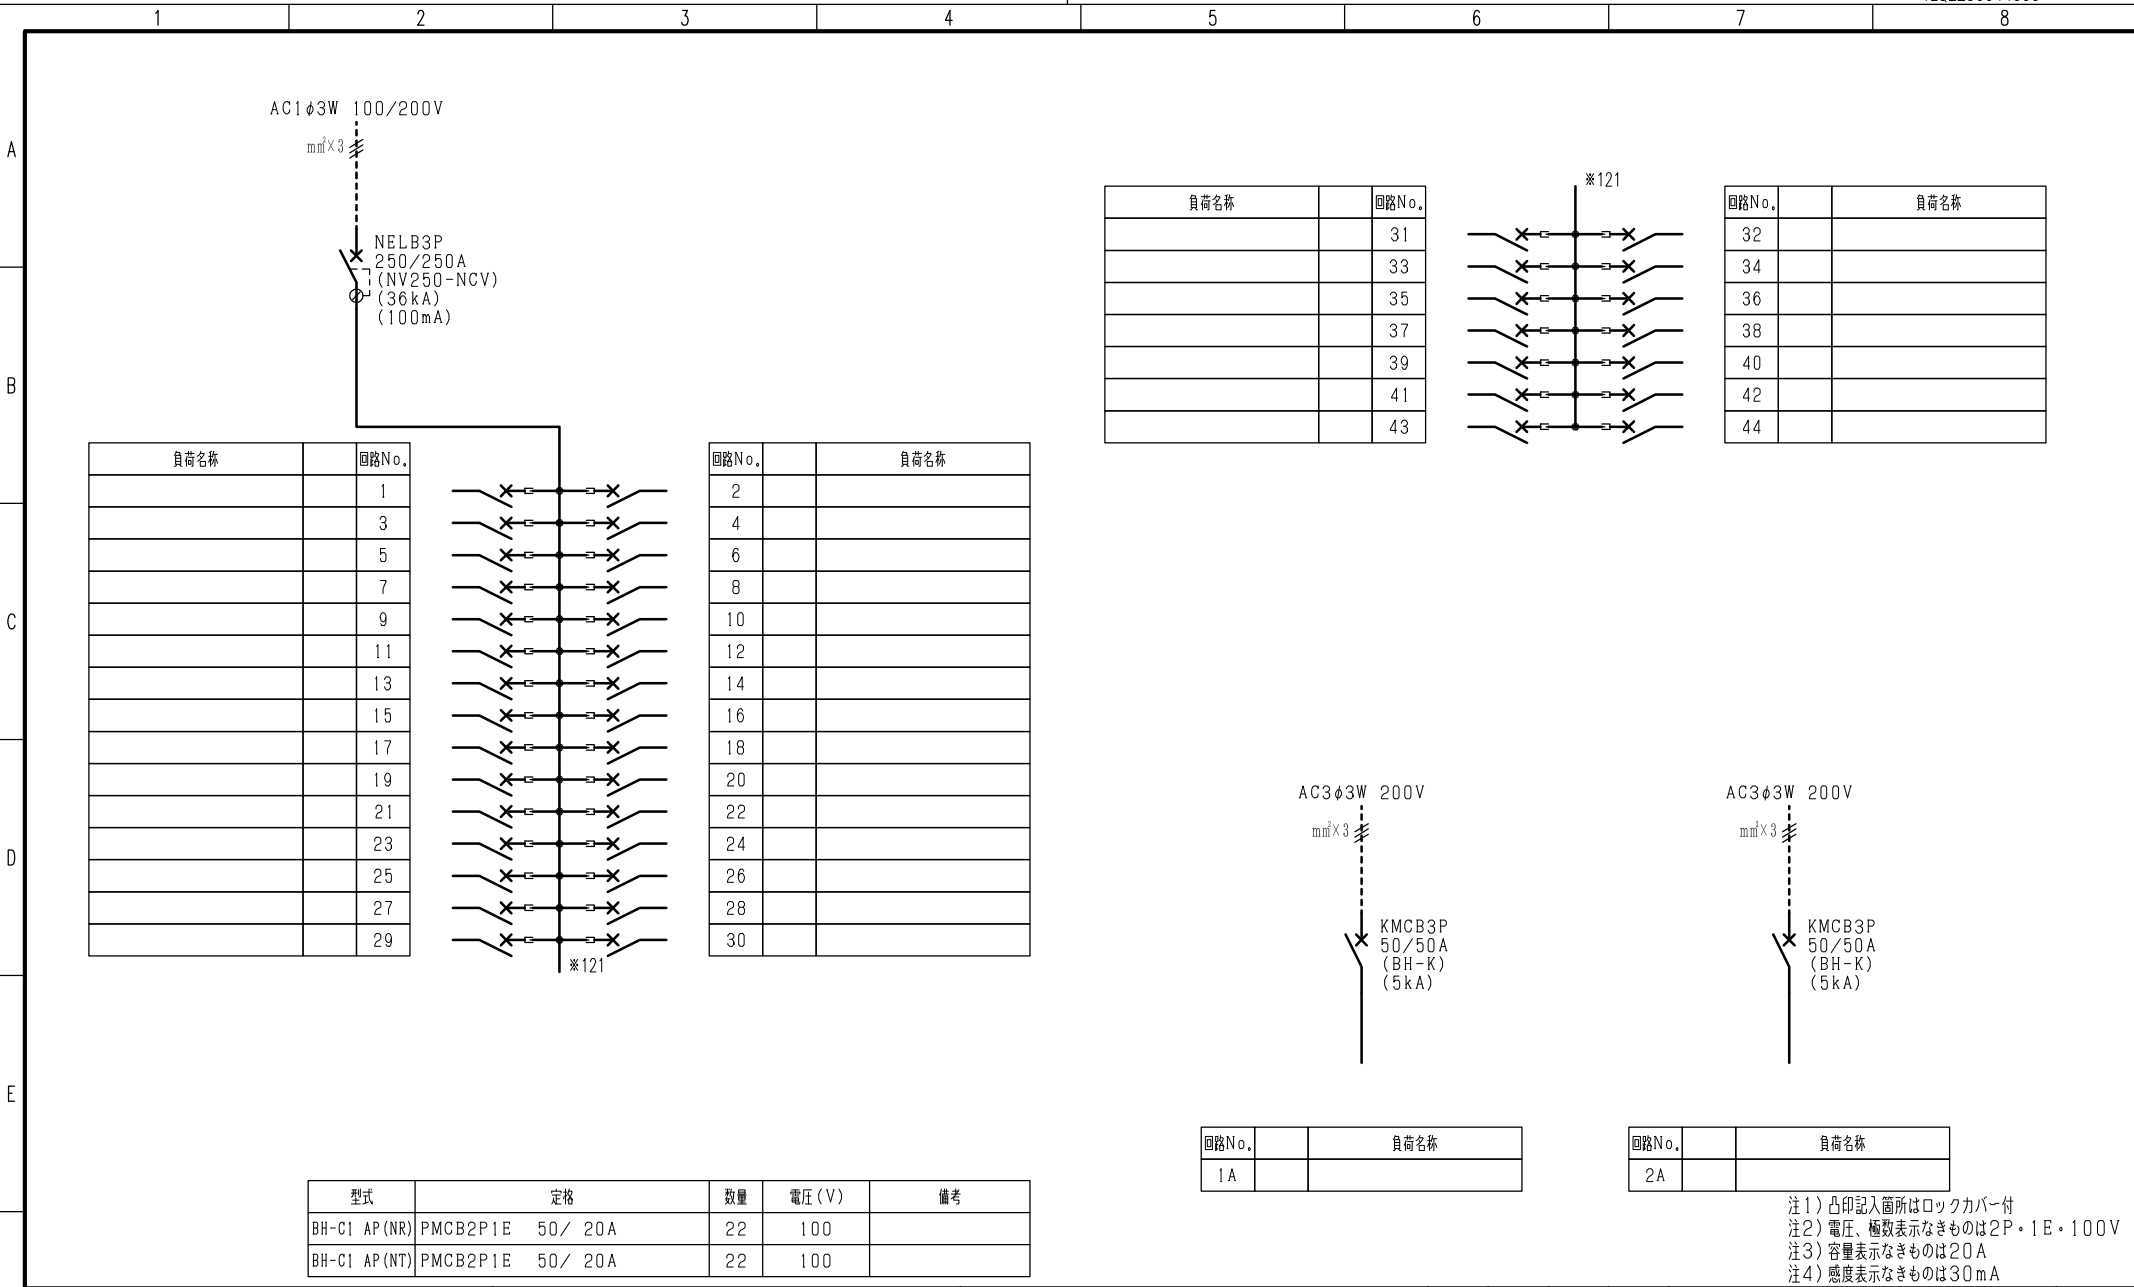 1 2 3 4 5 6 7 8
A
B
C
D
E
AC1φ3W 100/200V
mm²×3
NELB3P
250/250A
(NV250-NCV)
(36kA)
(100mA)
負荷名称 回路No.
1
3
5
7
9
11
13
15
17
19
21
23
25
27
29
回路No. 負荷名称
2
4
6
8
10
12
14
16
18
20
22
24
26
28
30
※121
※121
負荷名称 回路No.
31
33
35
37
39
41
43
回路No. 負荷名称
32
34
36
38
40
42
44
AC3φ3W 200V
mm²×3
KMCB3P
50/50A
(BH-K)
(5kA)
回路No. 負荷名称
1A
AC3φ3W 200V
mm²×3
KMCB3P
50/50A
(BH-K)
(5kA)
回路No. 負荷名称
2A
型式 定格 数量 電圧(V) 備考
BH-C1 AP(NR) PMCB2P1E 50/ 20A 22 100
BH-C1 AP(NT) PMCB2P1E 50/ 20A 22 100
注1)凸印記入箇所はロックカバー付
注2)電圧、極数表示なきものは2P・1E・100V
注3)容量表示なきものは20A
注4)感度表示なきものは30mA